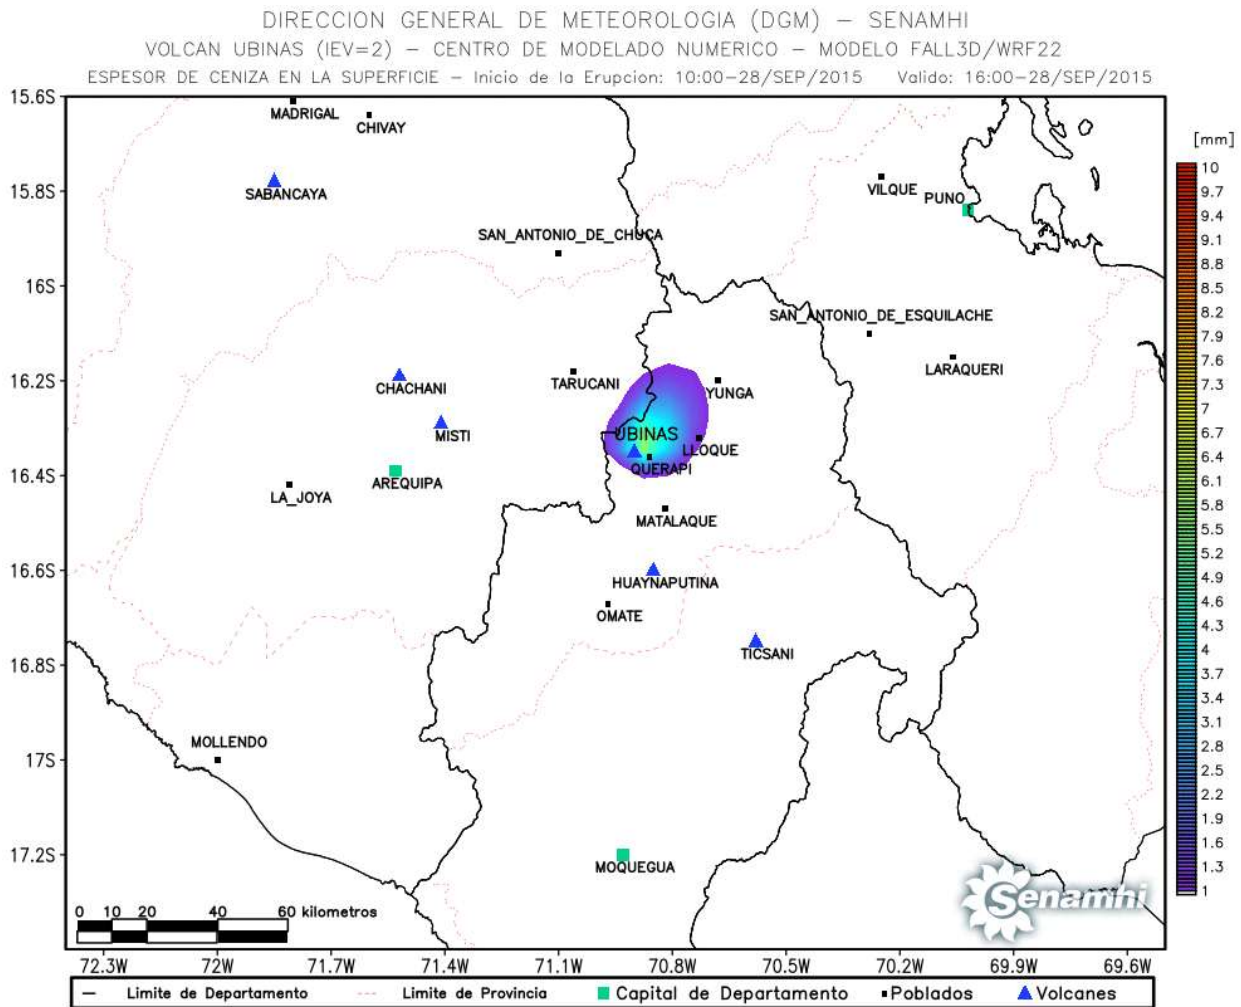 DIRECCION GENERAL DE METEOROLOGIA (DGM) – SENAMHI
VOLCAN UBINAS (IEV=2) – CENTRO DE MODELADO NUMERICO – MODELO FALL3D/WRF22
ESPESOR DE CENIZA EN LA SUPERFICIE – Inicio de la Erupcion: 10:00–28/SEP/2015 Valido: 16:00–28/SEP/2015
15.6S
MADRIGAL
CHIVAY
[mm]
10
9.7
9.4
9.1
8.8
8.5
8.2
7.9
7.6
7.3
7
6.7
6.4
6.1
5.8
5.5
5.2
4.9
4.6
4.3
4
3.7
3.4
3.1
2.8
2.5
2.2
1.9
1.6
1.3
1
15.8S
SABANCAYA
VILQUE
PUNO
SAN_ANTONIO_DE_CHUCA
16S
SAN_ANTONIO_DE_ESQUILACHE
LARAQUERI
16.2S
CHACHANI
TARUCANI
YUNGA
MISTI
UBINAS
LLOQUE
QUERAPI
16.4S
AREQUIPA
LA_JOYA
MATALAQUE
16.6S
HUAYNAPUTINA
OMATE
16.8S
TICSANI
MOLLENDO
17S
17.2S
MOQUEGUA
Senamhi
0 10 20 40 60 kilometros
72.3W 72W 71.7W 71.4W 71.1W 70.8W 70.5W 70.2W 69.9W 69.6W
Limite de Departamento Limite de Provincia Capital de Departamento Poblados Volcanes